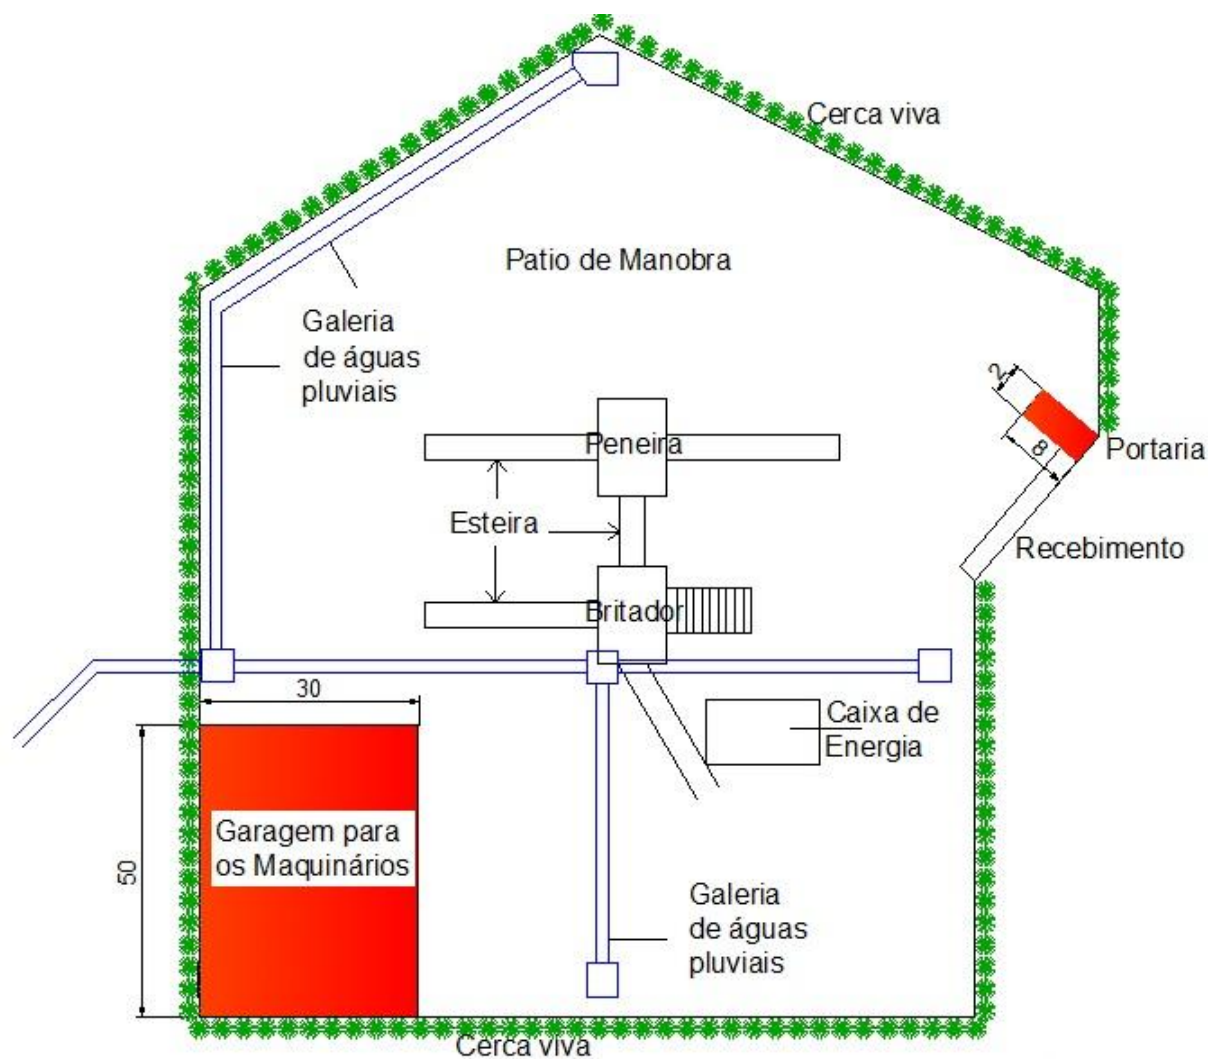 Cerca viva
Patio de Manobra
Galeria
de águas
pluviais
2
8
Peneira
Portaria
Esteira
Recebimento
Britador
30
Caixa de
Energia
Garagem para
os Maquinários
50
Galeria
de águas
pluviais
Cerca viva